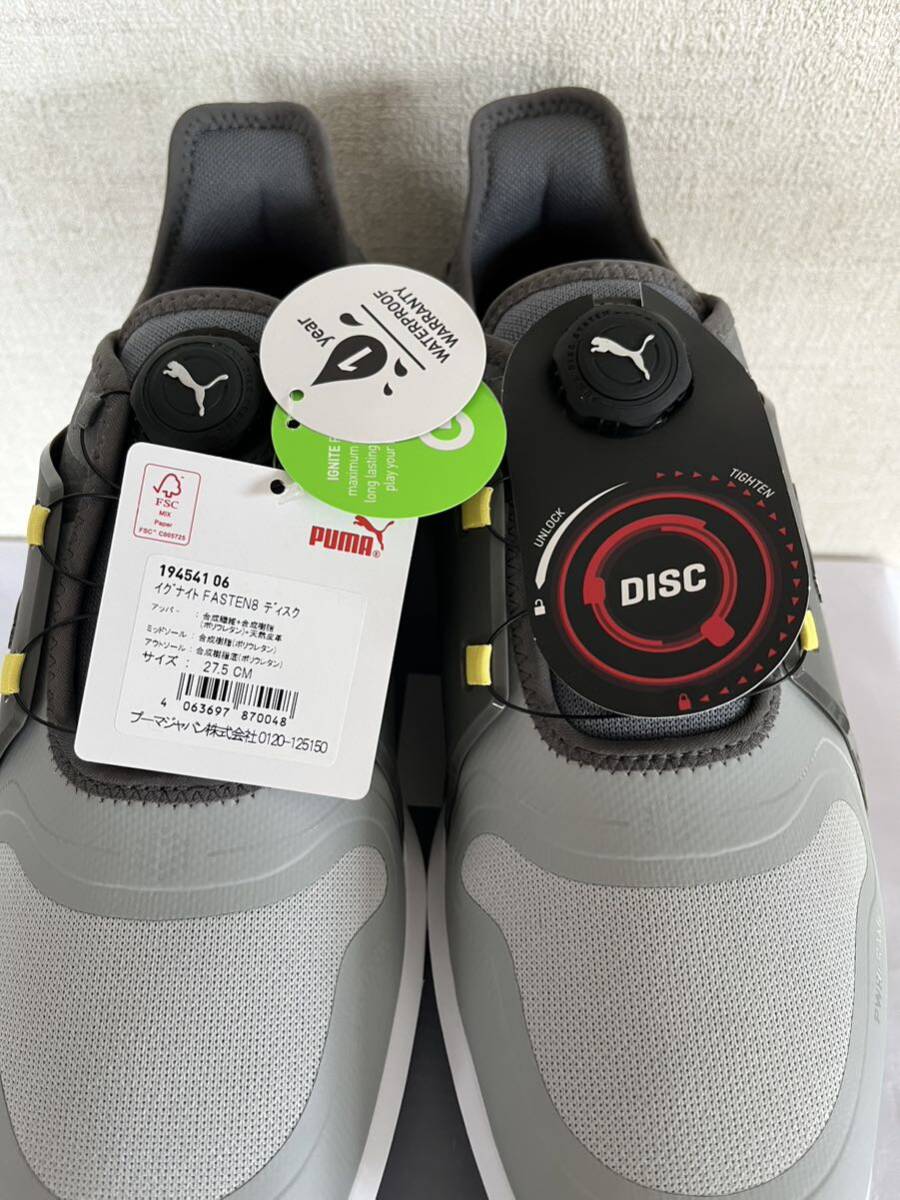 1
year
WATERPROOF
WARRANTY
IGNITE
maximum
long lasting
play your
FSC
MIX
Paper
FSC® C005725
PUMA®
194541 06
イグナイト FASTEN8 ディスク
アッパー : 合成繊維+合成樹脂
(ポリウレタン)+天然皮革
ミッドソール : 合成樹脂(ポリウレタン)
アウトソール : 合成樹脂底(ポリウレタン)
サイズ : 27.5 CM
4 063697 870048
プーマジャパン株式会社 0120-125150
DISC SYSTEM
UNLOCK
TIGHTEN
DISC